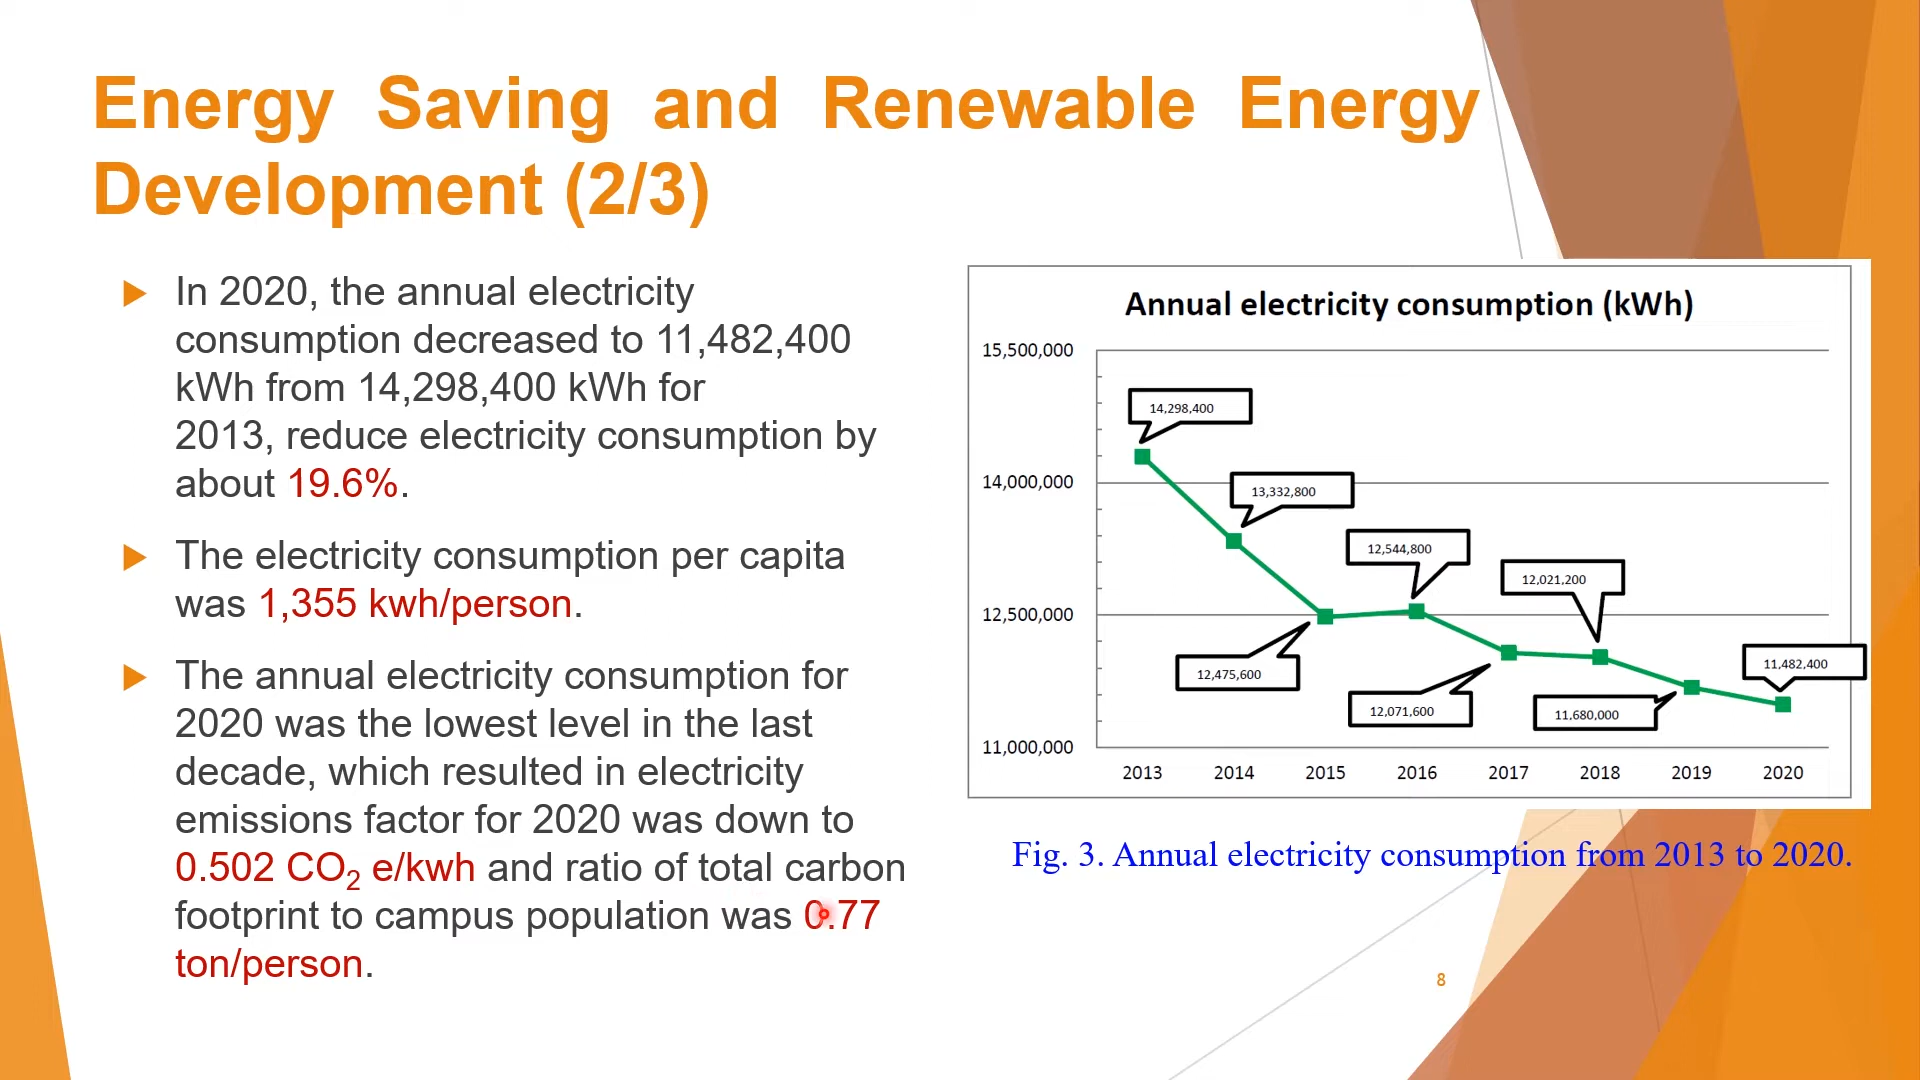 Energy Saving and Renewable Energy
Development (2/3)
In 2020, the annual electricity
consumption decreased to 11,482,400
kWh from 14,298,400 kWh for
2013, reduce electricity consumption by
about 19.6%.
The electricity consumption per capita
was 1,355 kwh/person.
The annual electricity consumption for
2020 was the lowest level in the last
decade, which resulted in electricity
emissions factor for 2020 was down to
0.502 CO₂ e/kwh and ratio of total carbon
footprint to campus population was 0.77
ton/person.
Annual electricity consumption (kWh)
15,500,000
14,000,000
12,500,000
11,000,000
14,298,400
13,332,800
12,475,600
12,544,800
12,071,600
12,021,200
11,680,000
11,482,400
2013 2014 2015 2016 2017 2018 2019 2020
Fig. 3. Annual electricity consumption from 2013 to 2020.
8